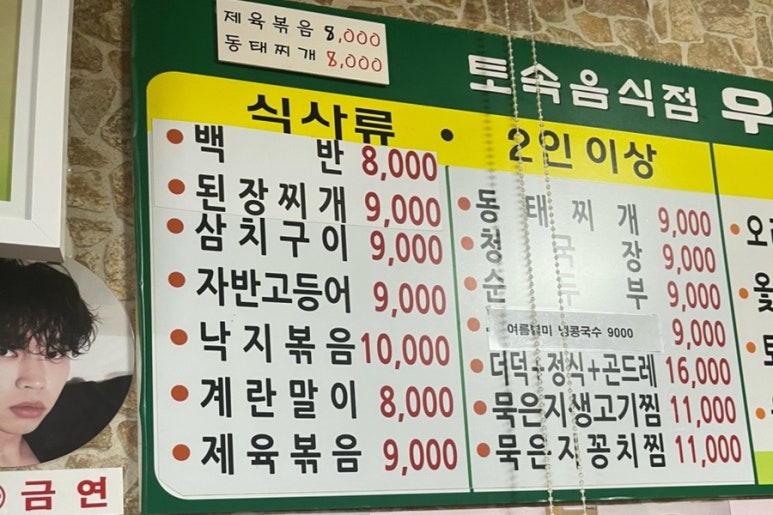 제육볶음 8,000
동태찌개 8,000
토속음식점 우
식사류 • 2인 이상
백 반 8,000
된장찌개 9,000
삼치구이 9,000
자반고등어 9,000
낙지볶음 10,000
계란말이 8,000
제육볶음 9,000
동태찌개 9,000
청국장 9,000
순두부 9,000
여름별미 냉콩국수 9000
9,000
더덕+정식+곤드레 16,000
묵은지생고기찜 11,000
묵은지꽁치찜 11,000
오리
옻
금연